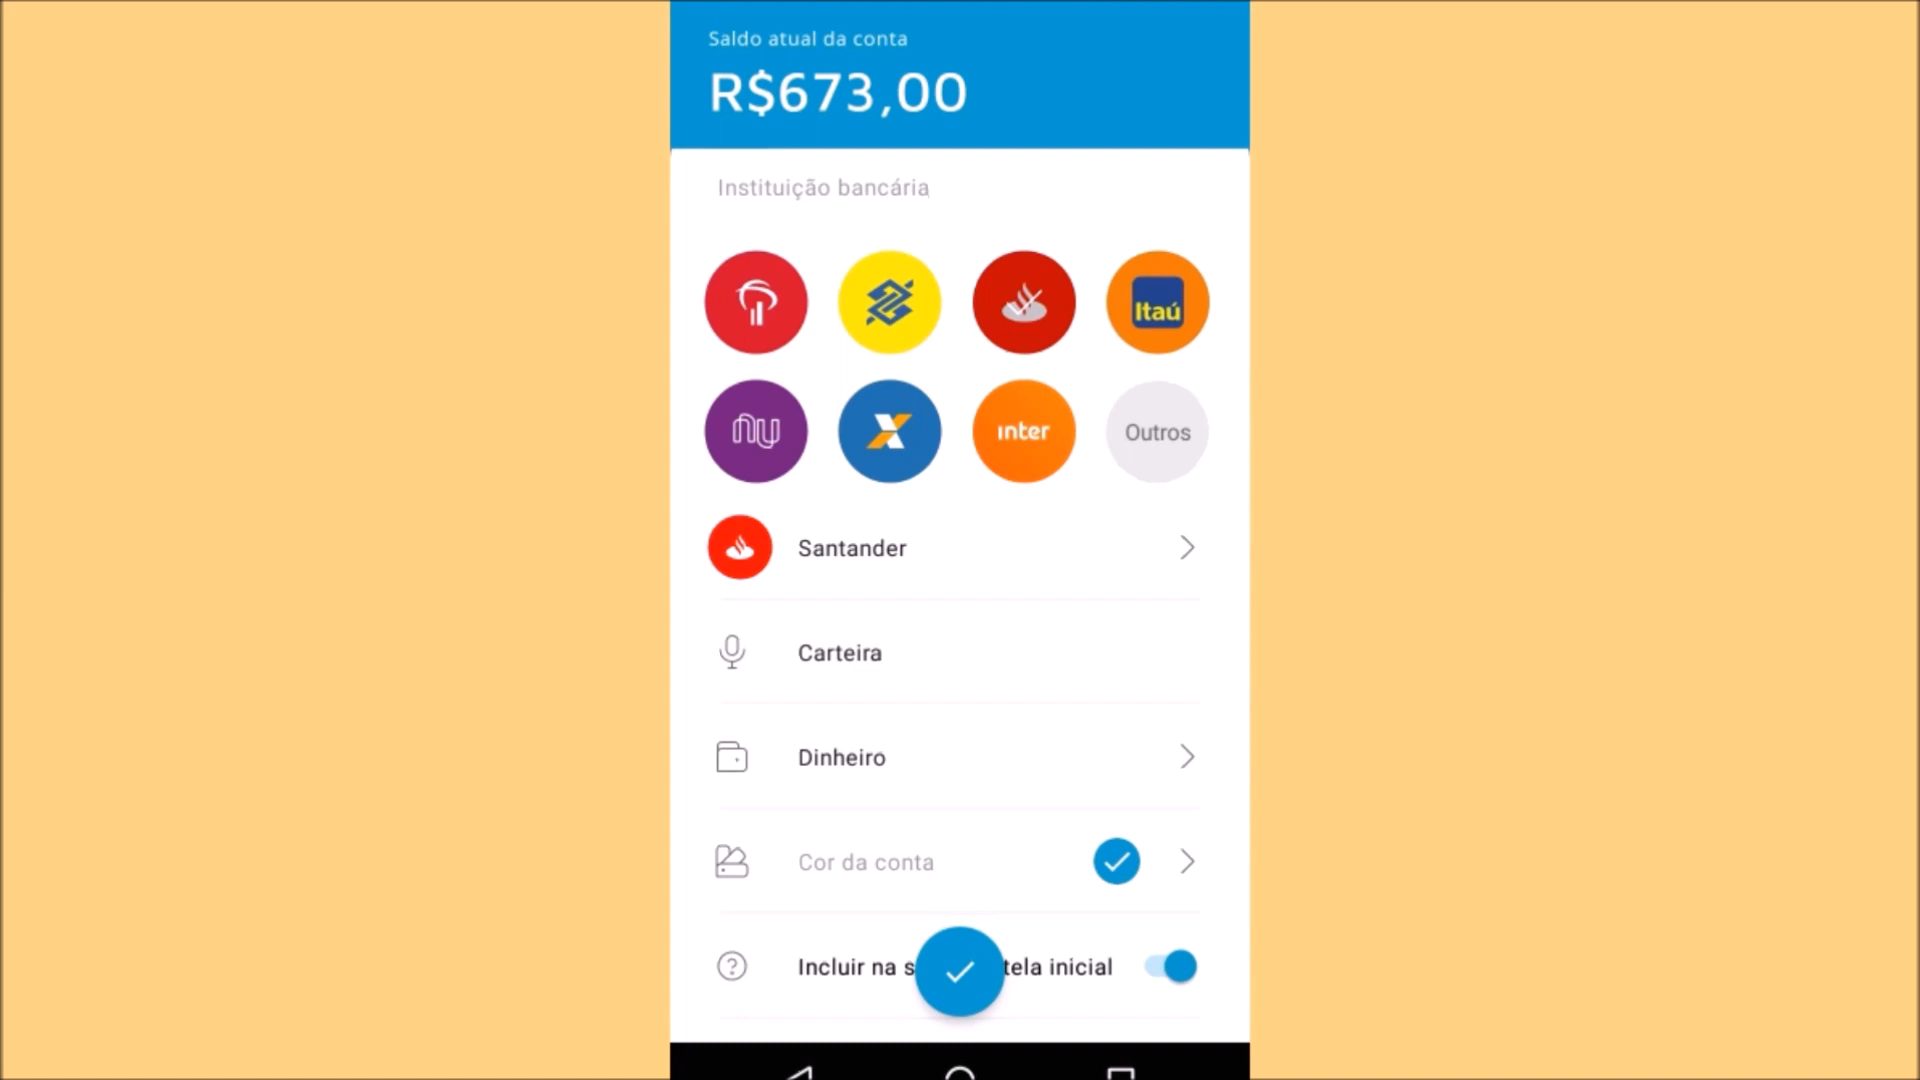 Saldo atual da conta
R$673,00
Instituição bancária
Itaú
nu
inter
Outros
Santander
Carteira
Dinheiro
Cor da conta
Incluir na s tela inicial